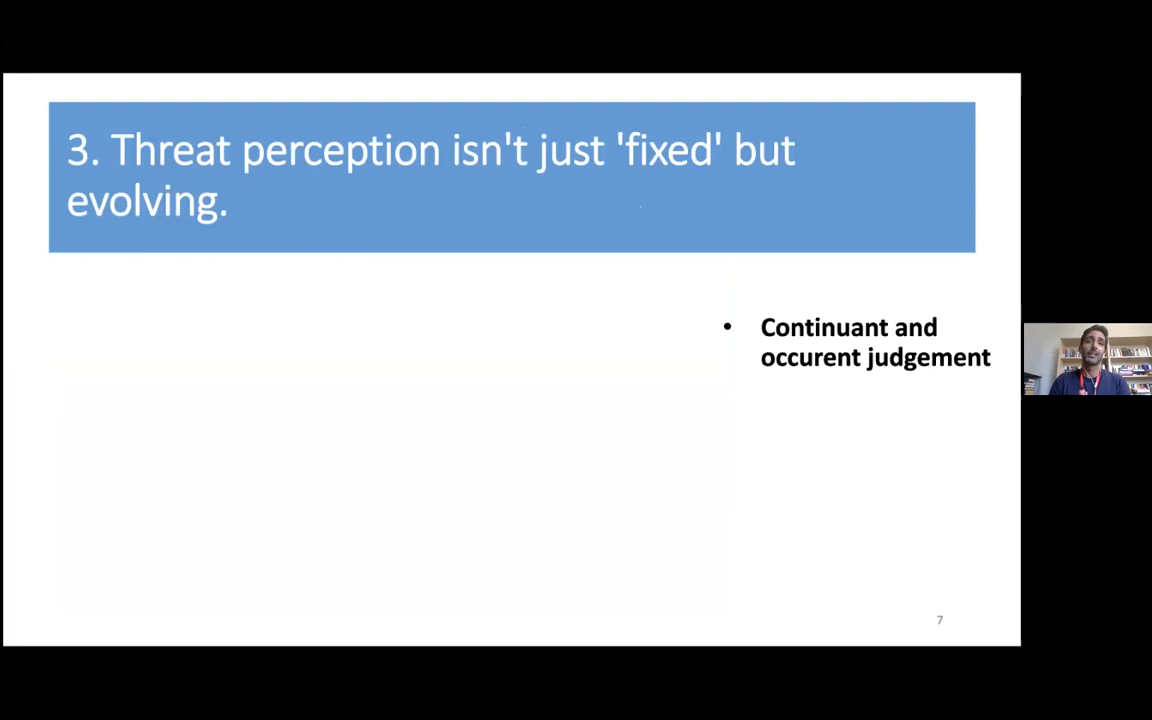 3. Threat perception isn't just 'fixed' but
evolving.
• Continuant and
occurent judgement
7